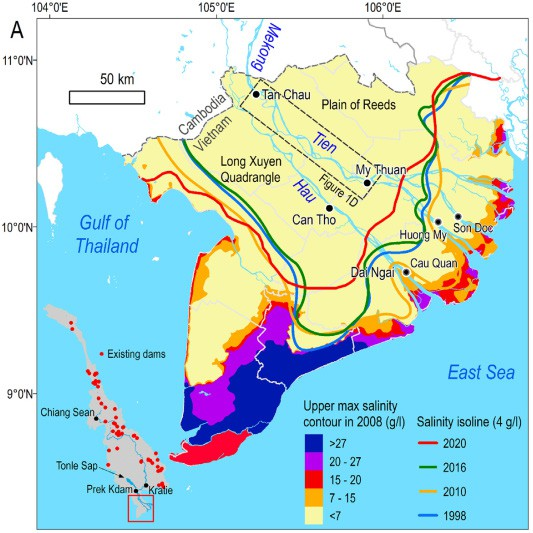 A
104°0'E
105°0'E
106°0'E
11°0'N
10°0'N
9°0'N
50 km
Mekong
Tan Chau
Cambodia
Vietnam
Plain of Reeds
Tien
Long Xuyen
Quadrangle
Hau
My Thuan
Figure 1D
Can Tho
Gulf of
Thailand
Huong My
Son Doc
Dai Ngai
Cau Quan
East Sea
Existing dams
Chiang Sean
Tonle Sap
Prek Kdam
Kratie
Upper max salinity
contour in 2008 (g/l)
>27
20 - 27
15 - 20
7 - 15
<7
Salinity isoline (4 g/l)
2020
2016
2010
1998